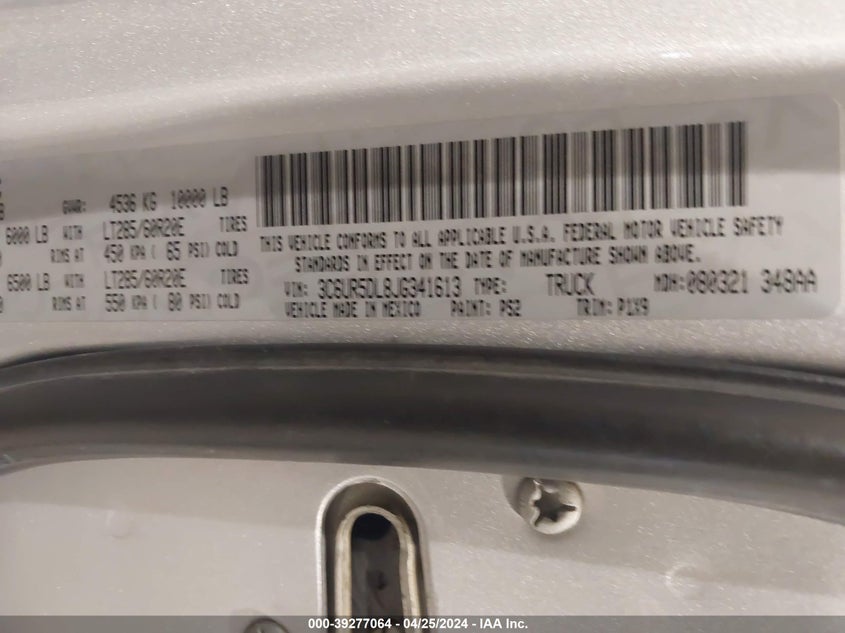 GVWR: 4536 KG 10000 LB
6000 LB WITH LT285/60R20E TIRES
RIMS AT 450 KPA ( 65 PSI) COLD
6500 LB WITH LT285/60R20E TIRES
RIMS AT 550 KPA ( 80 PSI) COLD
THIS VEHICLE CONFORMS TO ALL APPLICABLE U.S.A. FEDERAL MOTOR VEHICLE SAFETY
STANDARDS IN EFFECT ON THE DATE OF MANUFACTURE SHOWN ABOVE.
VIN: 3C6UR5DL8JG341613 TYPE: TRUCK MDH:080321 348AA
VEHICLE MADE IN MEXICO PAINT: PS2 TRIM: P1X9
000-39277064 - 04/25/2024 - IAA Inc.